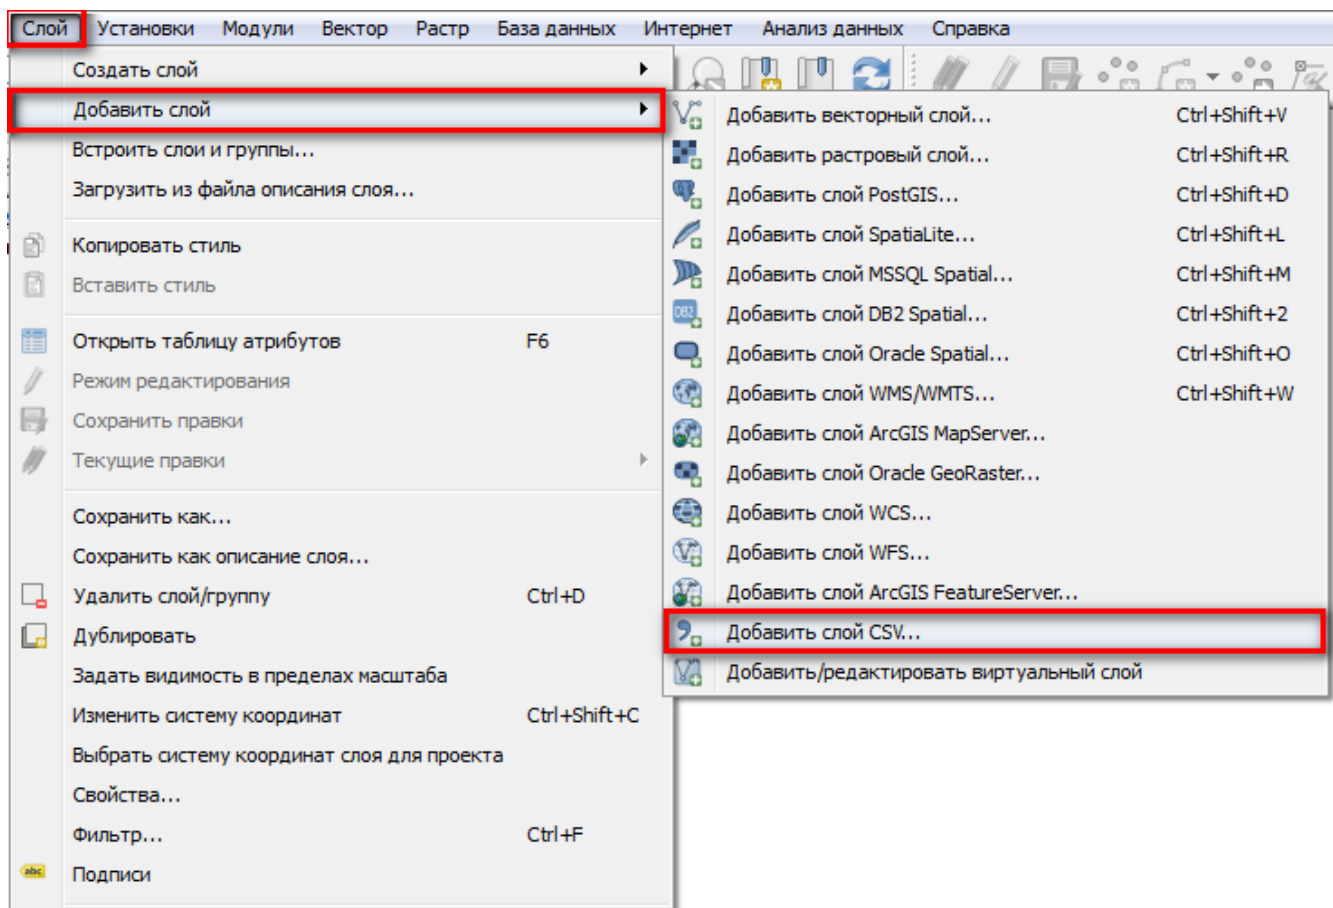 Слой Установки Модули Вектор Растр База данных Интернет Анализ данных Справка
Создать слой
Добавить слой
Встроить слои и группы...
Загрузить из файла описания слоя...
Копировать стиль
Вставить стиль
Открыть таблицу атрибутов F6
Режим редактирования
Сохранить правки
Текущие правки
Сохранить как...
Сохранить как описание слоя...
Удалить слой/группу Ctrl+D
Дублировать
Задать видимость в пределах масштаба
Изменить систему координат Ctrl+Shift+C
Выбрать систему координат слоя для проекта
Свойства...
Фильтр... Ctrl+F
abc Подписи
Добавить векторный слой... Ctrl+Shift+V
Добавить растровый слой... Ctrl+Shift+R
Добавить слой PostGIS... Ctrl+Shift+D
Добавить слой SpatiaLite... Ctrl+Shift+L
Добавить слой MSSQL Spatial... Ctrl+Shift+M
DB2 Добавить слой DB2 Spatial... Ctrl+Shift+2
Добавить слой Oracle Spatial... Ctrl+Shift+O
Добавить слой WMS/WMTS... Ctrl+Shift+W
Добавить слой ArcGIS MapServer...
Добавить слой Oracle GeoRaster...
Добавить слой WCS...
Добавить слой WFS...
Добавить слой ArcGIS FeatureServer...
Добавить слой CSV...
Добавить/редактировать виртуальный слой